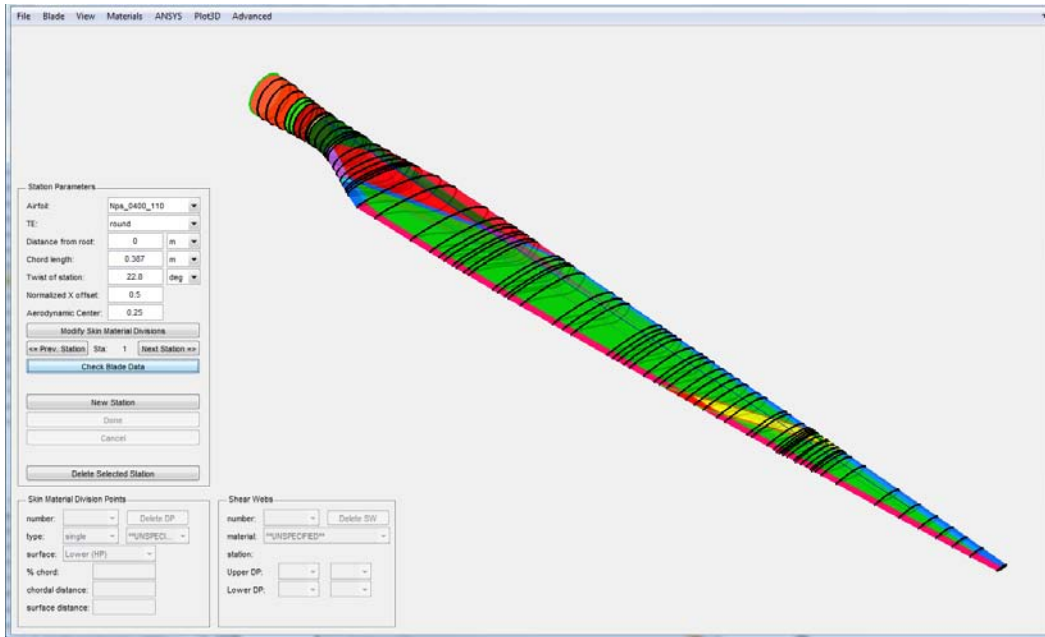 File Blade View Materials ANSYS Plot3D Advanced
Station Parameters
Airfoil: Npa_0400_110
TE: round
Distance from root: 0 m
Chord length: 0.387 m
Twist of station: 22.0 deg
Normalized X offset: 0.5
Aerodynamic Center: 0.25
Modify Skin Material Divisions
<= Prev. Station Sta: 1 Next Station =>
Check Blade Data
New Station
Done
Cancel
Delete Selected Station
Skin Material Division Points
number: Delete DP
type: single **UNSPECI...
surface: Lower (HP)
% chord:
chordal distance:
surface distance:
Shear Webs
number: Delete SW
material: **UNSPECIFIED**
station:
Upper DP:
Lower DP: